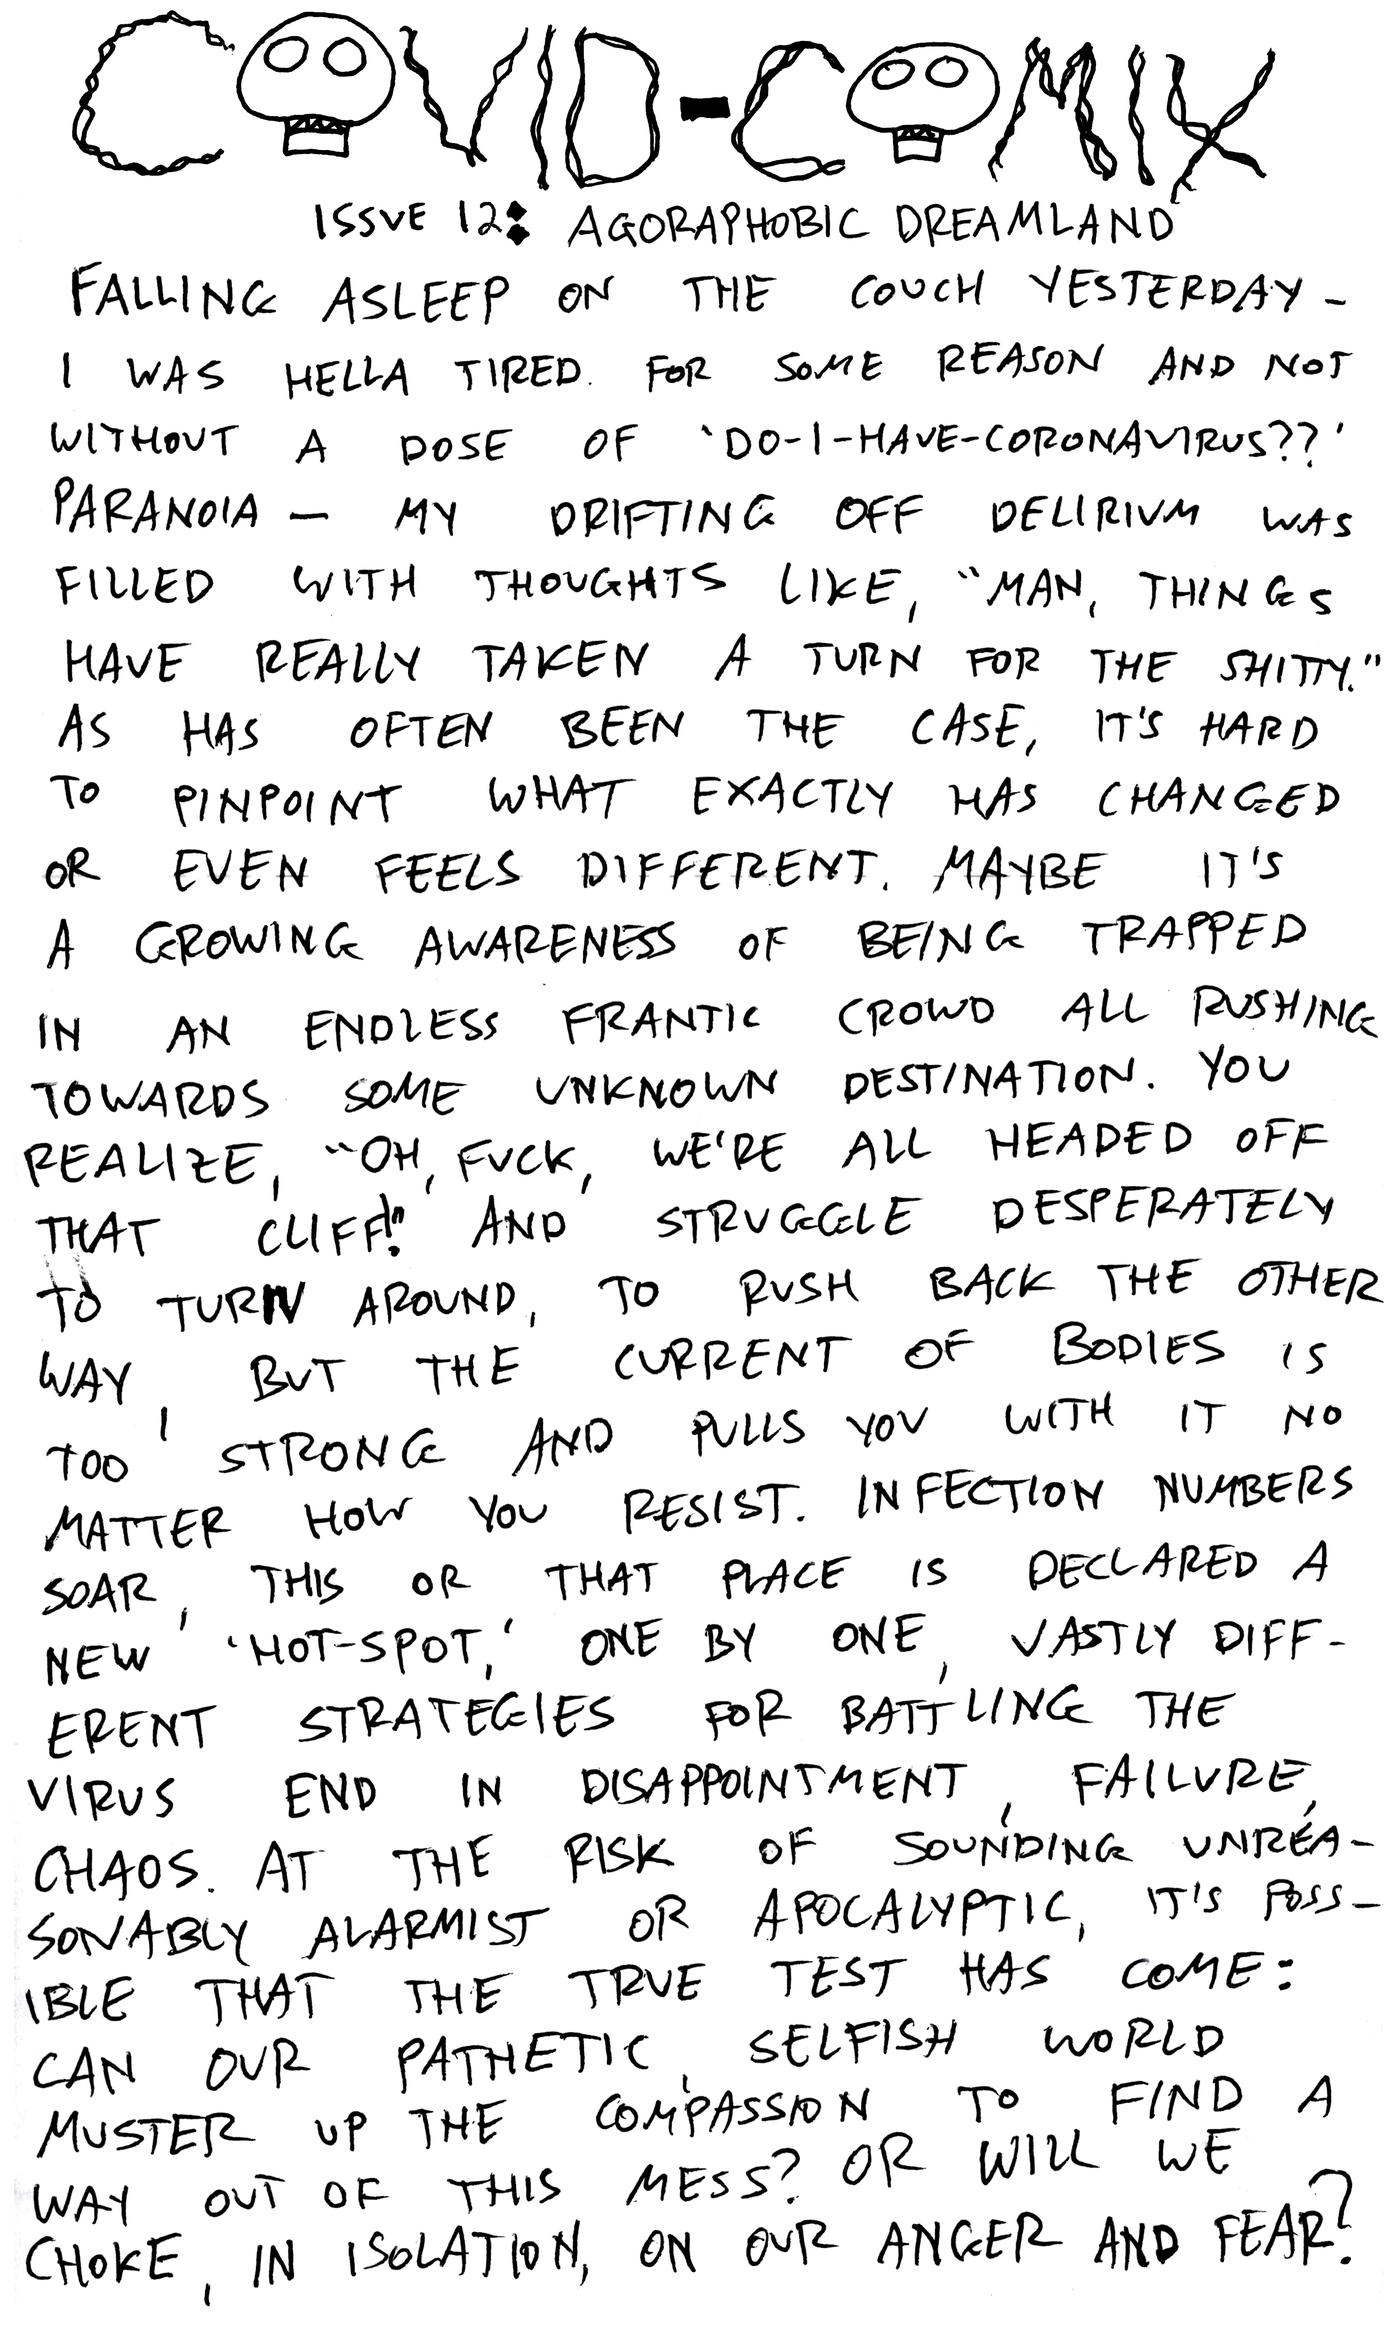 COVID-COMIX
ISSUE 12: AGORAPHOBIC DREAMLAND
FALLING ASLEEP ON THE COUCH YESTERDAY -
I WAS HELLA TIRED. FOR SOME REASON AND NOT
WITHOUT A DOSE OF 'DO-I-HAVE-CORONAVIRUS??'
PARANOIA — MY DRIFTING OFF DELIRIUM WAS
FILLED WITH THOUGHTS LIKE, "MAN, THINGS
HAVE REALLY TAKEN A TURN FOR THE SHITTY."
AS HAS OFTEN BEEN THE CASE, IT'S HARD
TO PINPOINT WHAT EXACTLY HAS CHANGED
OR EVEN FEELS DIFFERENT. MAYBE IT'S
A GROWING AWARENESS OF BEING TRAPPED
IN AN ENDLESS FRANTIC CROWD ALL RUSHING
TOWARDS SOME UNKNOWN DESTINATION. YOU
REALIZE, "OH, FUCK, WE'RE ALL HEADED OFF
THAT CLIFF!" AND STRUGGLE DESPERATELY
TO TURN AROUND, TO RUSH BACK THE OTHER
WAY, BUT THE CURRENT OF BODIES IS
TOO STRONG AND PULLS YOU WITH IT NO
MATTER HOW YOU RESIST. INFECTION NUMBERS
SOAR, THIS OR THAT PLACE IS DECLARED A
NEW 'HOT-SPOT,' ONE BY ONE, VASTLY DIFF-
ERENT STRATEGIES FOR BATTLING THE
VIRUS END IN DISAPPOINTMENT, FAILURE,
CHAOS. AT THE RISK OF SOUNDING UNREA-
SONABLY ALARMIST OR APOCALYPTIC, IT'S POSS-
IBLE THAT THE TRUE TEST HAS COME:
CAN OUR PATHETIC, SELFISH WORLD
MUSTER UP THE COMPASSION TO FIND A
WAY OUT OF THIS MESS? OR WILL WE
CHOKE, IN ISOLATION, ON OUR ANGER AND FEAR?